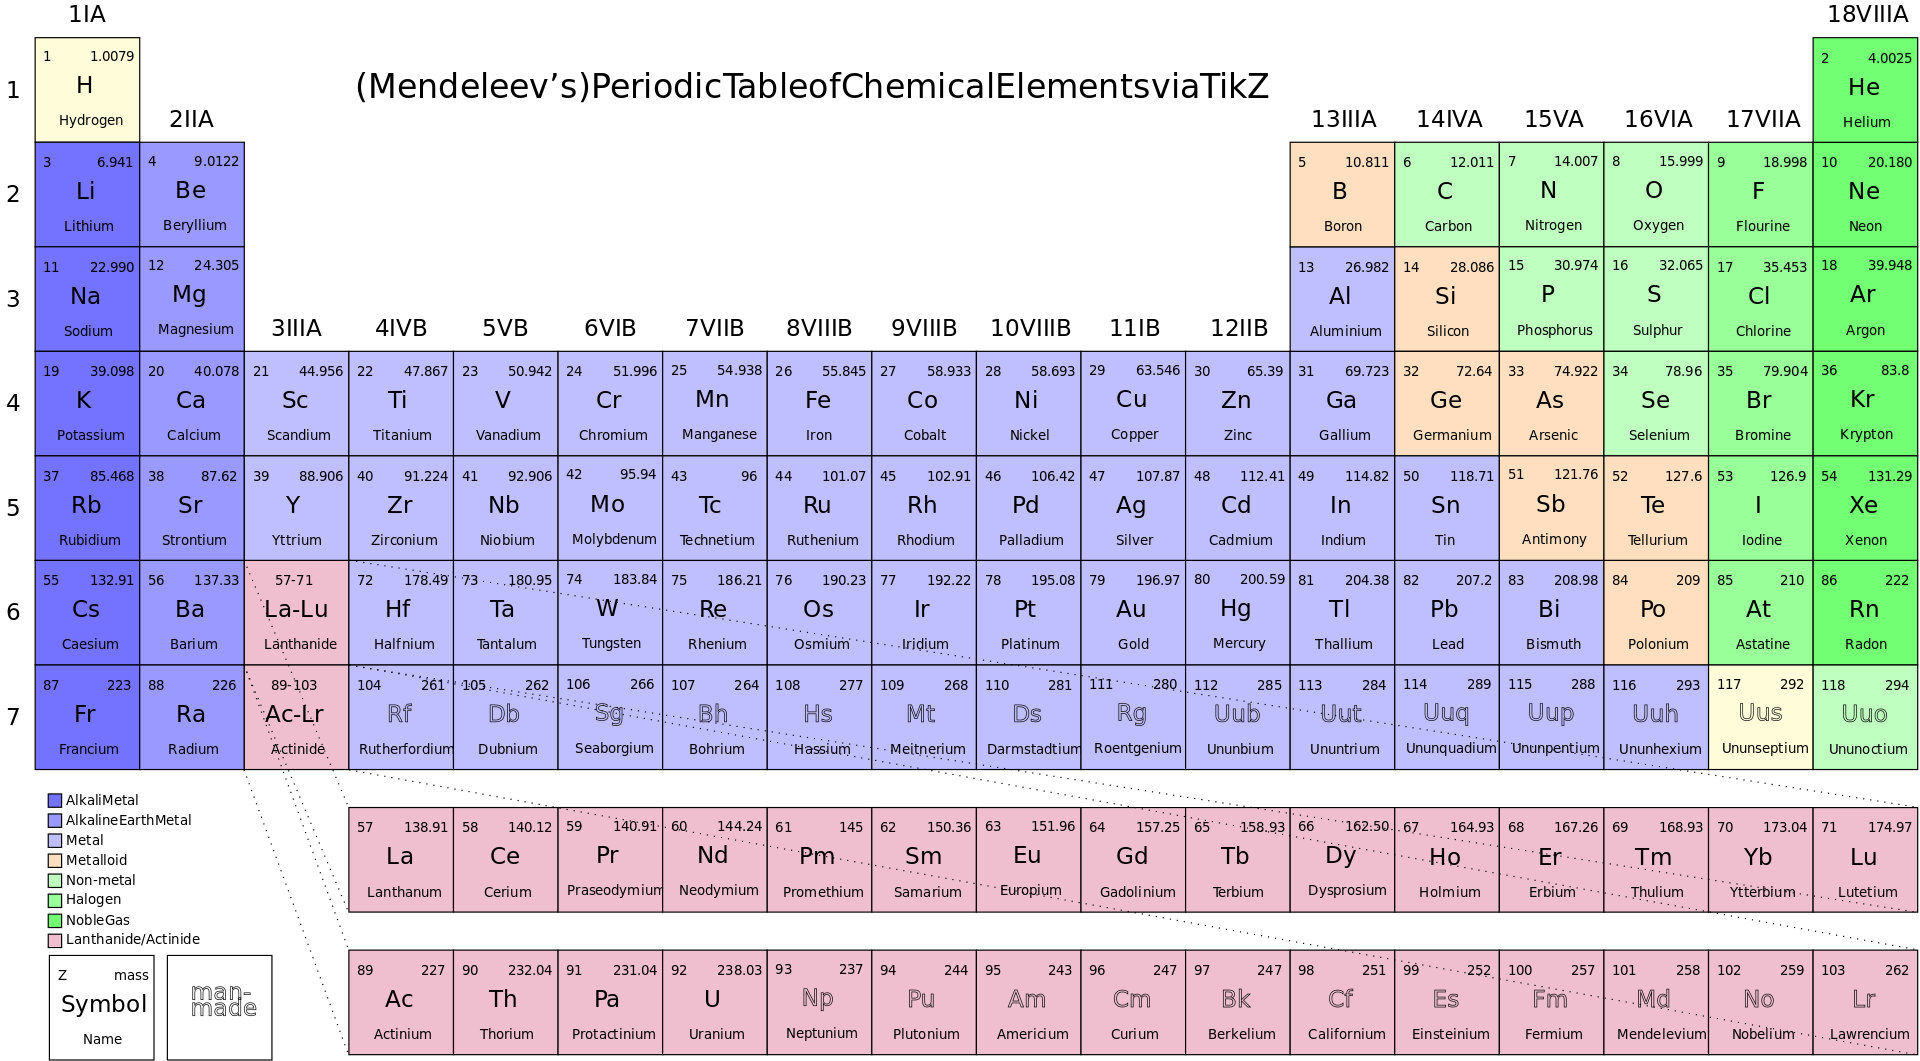 1IA
18VIIIA
1 1.0079
H
Hydrogen
2 4.0025
He
Helium
1
(Mendeleev’s)PeriodicTableofChemicalElementsviaTikZ
2IIA
13IIIA 14IVA 15VA 16VIA 17VIIA
3 6.941 4 9.0122 5 10.811 6 12.011 7 14.007 8 15.999 9 18.998 10 20.180
2 Li Be B C N O F Ne
Lithium Beryllium Boron Carbon Nitrogen Oxygen Flourine Neon
11 22.990 12 24.305 13 26.982 14 28.086 15 30.974 16 32.065 17 35.453 18 39.948
3 Na Mg Al Si P S Cl Ar
Sodium Magnesium Aluminium Silicon Phosphorus Sulphur Chlorine Argon
3IIIA 4IVB 5VB 6VIB 7VIIB 8VIIIB 9VIIIB 10VIIIB 11IB 12IIB
19 39.098 20 40.078 21 44.956 22 47.867 23 50.942 24 51.996 25 54.938 26 55.845 27 58.933 28 58.693 29 63.546 30 65.39 31 69.723 32 72.64 33 74.922 34 78.96 35 79.904 36 83.8
4 K Ca Sc Ti V Cr Mn Fe Co Ni Cu Zn Ga Ge As Se Br Kr
Potassium Calcium Scandium Titanium Vanadium Chromium Manganese Iron Cobalt Nickel Copper Zinc Gallium Germanium Arsenic Selenium Bromine Krypton
37 85.468 38 87.62 39 88.906 40 91.224 41 92.906 42 95.94 43 96 44 101.07 45 102.91 46 106.42 47 107.87 48 112.41 49 114.82 50 118.71 51 121.76 52 127.6 53 126.9 54 131.29
5 Rb Sr Y Zr Nb Mo Tc Ru Rh Pd Ag Cd In Sn Sb Te I Xe
Rubidium Strontium Yttrium Zirconium Niobium Molybdenum Technetium Ruthenium Rhodium Palladium Silver Cadmium Indium Tin Antimony Tellurium Iodine Xenon
55 132.91 56 137.33 57-71 72 178.49 73 180.95 74 183.84 75 186.21 76 190.23 77 192.22 78 195.08 79 196.97 80 200.59 81 204.38 82 207.2 83 208.98 84 209 85 210 86 222
6 Cs Ba La-Lu Hf Ta W Re Os Ir Pt Au Hg Tl Pb Bi Po At Rn
Caesium Barium Lanthanide Halfnium Tantalum Tungsten Rhenium Osmium Iridium Platinum Gold Mercury Thallium Lead Bismuth Polonium Astatine Radon
87 223 88 226 89-103 104 261 105 262 106 266 107 264 108 277 109 268 110 281 111 280 112 285 113 284 114 289 115 288 116 293 117 292 118 294
7 Fr Ra Ac-Lr Rf Db Sg Bh Hs Mt Ds Rg Uub Uut Uuq Uup Uuh Uus Uuo
Francium Radium Actinide Rutherfordium Dubnium Seaborgium Bohrium Hassium Meitnerium Darmstadtium Roentgenium Ununbium Ununtrium Ununquadium Ununpentium Ununhexium Ununseptium Ununoctium
AlkaliMetal
AlkalineEarthMetal
Metal
Metalloid
Non-metal
Halogen
NobleGas
Lanthanide/Actinide
57 138.91 58 140.12 59 140.91 60 144.24 61 145 62 150.36 63 151.96 64 157.25 65 158.93 66 162.50 67 164.93 68 167.26 69 168.93 70 173.04 71 174.97
La Ce Pr Nd Pm Sm Eu Gd Tb Dy Ho Er Tm Yb Lu
Lanthanum Cerium Praseodymium Neodymium Promethium Samarium Europium Gadolinium Terbium Dysprosium Holmium Erbium Thulium Ytterbium Lutetium
Z mass
Symbol
Name
man-
made
89 227 90 232.04 91 231.04 92 238.03 93 237 94 244 95 243 96 247 97 247 98 251 99 252 100 257 101 258 102 259 103 262
Ac Th Pa U Np Pu Am Cm Bk Cf Es Fm Md No Lr
Actinium Thorium Protactinium Uranium Neptunium Plutonium Americium Curium Berkelium Californium Einsteinium Fermium Mendelevium Nobelium Lawrencium